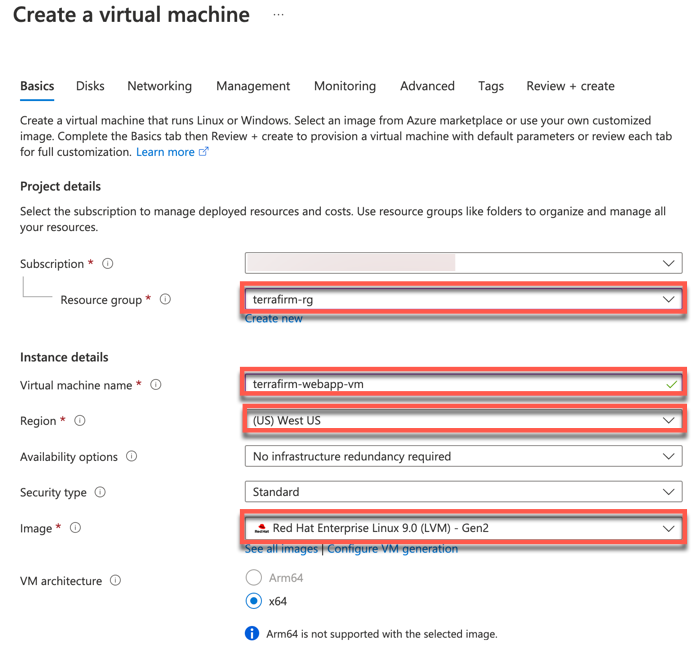 Create a virtual machine ...
Basics Disks Networking Management Monitoring Advanced Tags Review + create
Create a virtual machine that runs Linux or Windows. Select an image from Azure marketplace or use your own customized
image. Complete the Basics tab then Review + create to provision a virtual machine with default parameters or review each tab
for full customization. Learn more
Project details
Select the subscription to manage deployed resources and costs. Use resource groups like folders to organize and manage all
your resources.
Subscription *
Resource group * terrafirm-rg
Create new
Instance details
Virtual machine name * terrafirm-webapp-vm
Region * (US) West US
Availability options No infrastructure redundancy required
Security type Standard
Image * Red Hat Red Hat Enterprise Linux 9.0 (LVM) - Gen2
See all images | Configure VM generation
VM architecture Arm64
x64
Arm64 is not supported with the selected image.